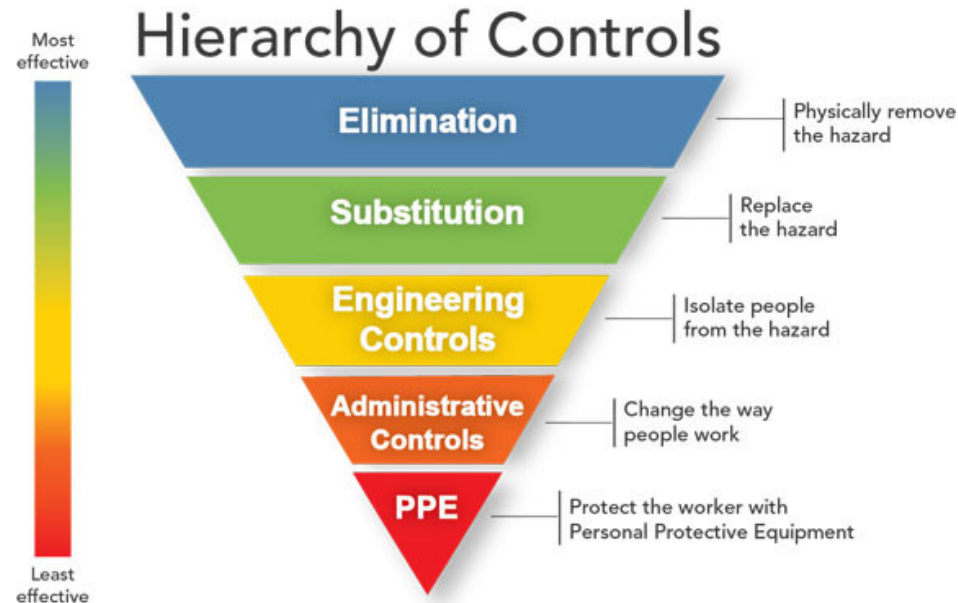 Hierarchy of Controls
Most
effective
Elimination
Physically remove
the hazard
Substitution
Replace
the hazard
Engineering
Controls
Isolate people
from the hazard
Administrative
Controls
Change the way
people work
PPE
Protect the worker with
Personal Protective Equipment
Least
effective